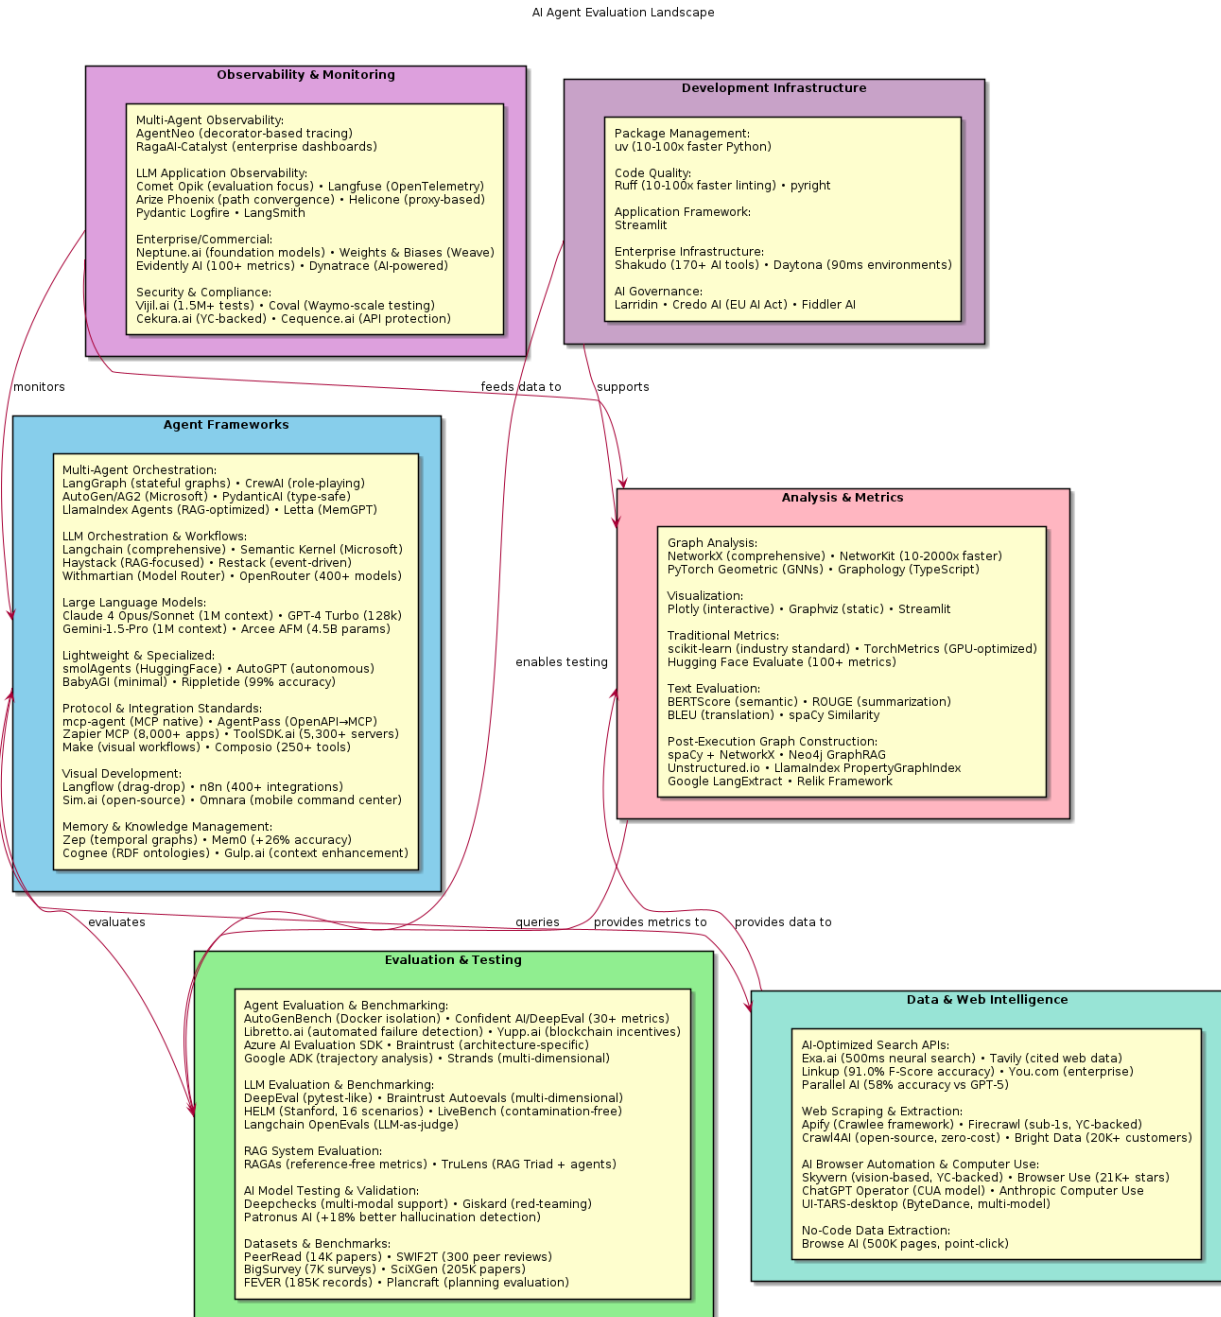 AI Agent Evaluation Landscape
Observability & Monitoring
Multi-Agent Observability:
AgentNeo (decorator-based tracing)
RagaAI-Catalyst (enterprise dashboards)
LLM Application Observability:
Comet Opik (evaluation focus) • Langfuse (OpenTelemetry)
Arize Phoenix (path convergence) • Helicone (proxy-based)
Pydantic Logfire • LangSmith
Enterprise/Commercial:
Neptune.ai (foundation models) • Weights & Biases (Weave)
Evidently AI (100+ metrics) • Dynatrace (AI-powered)
Security & Compliance:
Vijil.ai (1.5M+ tests) • Coval (Waymo-scale testing)
Cekura.ai (YC-backed) • Cequence.ai (API protection)
Development Infrastructure
Package Management:
uv (10-100x faster Python)
Code Quality:
Ruff (10-100x faster linting) • pyright
Application Framework:
Streamlit
Enterprise Infrastructure:
Shakudo (170+ AI tools) • Daytona (90ms environments)
AI Governance:
Larridin • Credo AI (EU AI Act) • Fiddler AI
monitors
feeds data to
supports
Agent Frameworks
Multi-Agent Orchestration:
LangGraph (stateful graphs) • CrewAI (role-playing)
AutoGen/AG2 (Microsoft) • PydanticAI (type-safe)
LlamaIndex Agents (RAG-optimized) • Letta (MemGPT)
LLM Orchestration & Workflows:
Langchain (comprehensive) • Semantic Kernel (Microsoft)
Haystack (RAG-focused) • Restack (event-driven)
Withmartian (Model Router) • OpenRouter (400+ models)
Large Language Models:
Claude 4 Opus/Sonnet (1M context) • GPT-4 Turbo (128k)
Gemini-1.5-Pro (1M context) • Arcee AFM (4.5B params)
Lightweight & Specialized:
smolAgents (HuggingFace) • AutoGPT (autonomous)
BabyAGI (minimal) • Rippletide (99% accuracy)
Protocol & Integration Standards:
mcp-agent (MCP native) • AgentPass (OpenAPI→MCP)
Zapier MCP (8,000+ apps) • ToolSDK.ai (5,300+ servers)
Make (visual workflows) • Composio (250+ tools)
Visual Development:
Langflow (drag-drop) • n8n (400+ integrations)
Sim.ai (open-source) • Omnara (mobile command center)
Memory & Knowledge Management:
Zep (temporal graphs) • Mem0 (+26% accuracy)
Cognee (RDF ontologies) • Gulp.ai (context enhancement)
Analysis & Metrics
Graph Analysis:
NetworkX (comprehensive) • NetworKit (10-2000x faster)
PyTorch Geometric (GNNs) • Graphology (TypeScript)
Visualization:
Plotly (interactive) • Graphviz (static) • Streamlit
Traditional Metrics:
scikit-learn (industry standard) • TorchMetrics (GPU-optimized)
Hugging Face Evaluate (100+ metrics)
Text Evaluation:
BERTScore (semantic) • ROUGE (summarization)
BLEU (translation) • spaCy Similarity
Post-Execution Graph Construction:
spaCy + NetworkX • Neo4j GraphRAG
Unstructured.io • LlamaIndex PropertyGraphIndex
Google LangExtract • Relik Framework
enables testing
evaluates
queries
provides metrics to
provides data to
Evaluation & Testing
Agent Evaluation & Benchmarking:
AutoGenBench (Docker isolation) • Confident AI/DeepEval (30+ metrics)
Libretto.ai (automated failure detection) • Yupp.ai (blockchain incentives)
Azure AI Evaluation SDK • Braintrust (architecture-specific)
Google ADK (trajectory analysis) • Strands (multi-dimensional)
LLM Evaluation & Benchmarking:
DeepEval (pytest-like) • Braintrust Autoevals (multi-dimensional)
HELM (Stanford, 16 scenarios) • LiveBench (contamination-free)
Langchain OpenEvals (LLM-as-judge)
RAG System Evaluation:
RAGAs (reference-free metrics) • TruLens (RAG Triad + agents)
AI Model Testing & Validation:
Deepchecks (multi-modal support) • Giskard (red-teaming)
Patronus AI (+18% better hallucination detection)
Datasets & Benchmarks:
PeerRead (14K papers) • SWIF2T (300 peer reviews)
BigSurvey (7K surveys) • SciXGen (205K papers)
FEVER (185K records) • Plancraft (planning evaluation)
Data & Web Intelligence
AI-Optimized Search APIs:
Exa.ai (500ms neural search) • Tavily (cited web data)
Linkup (91.0% F-Score accuracy) • You.com (enterprise)
Parallel AI (58% accuracy vs GPT-5)
Web Scraping & Extraction:
Apify (Crawlee framework) • Firecrawl (sub-1s, YC-backed)
Crawl4AI (open-source, zero-cost) • Bright Data (20K+ customers)
AI Browser Automation & Computer Use:
Skyvern (vision-based, YC-backed) • Browser Use (21K+ stars)
ChatGPT Operator (CUA model) • Anthropic Computer Use
UI-TARS-desktop (ByteDance, multi-model)
No-Code Data Extraction:
Browse AI (500K pages, point-click)